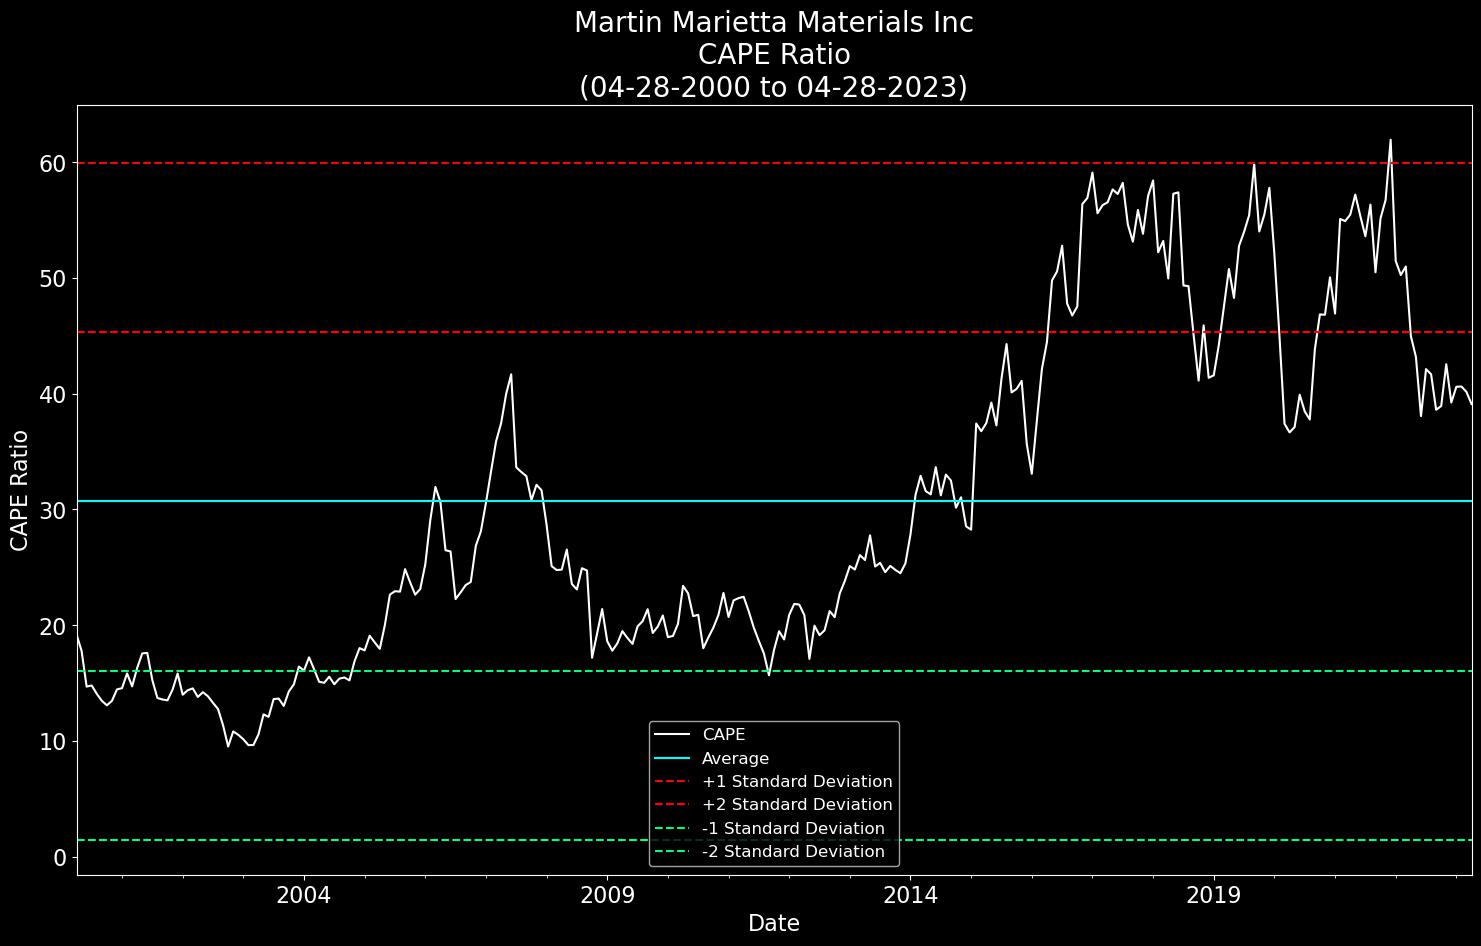 Martin Marietta Materials Inc
CAPE Ratio
(04-28-2000 to 04-28-2023)
CAPE Ratio
60
50
40
30
20
10
0
CAPE
Average
+1 Standard Deviation
+2 Standard Deviation
-1 Standard Deviation
-2 Standard Deviation
2004
2009
2014
2019
Date